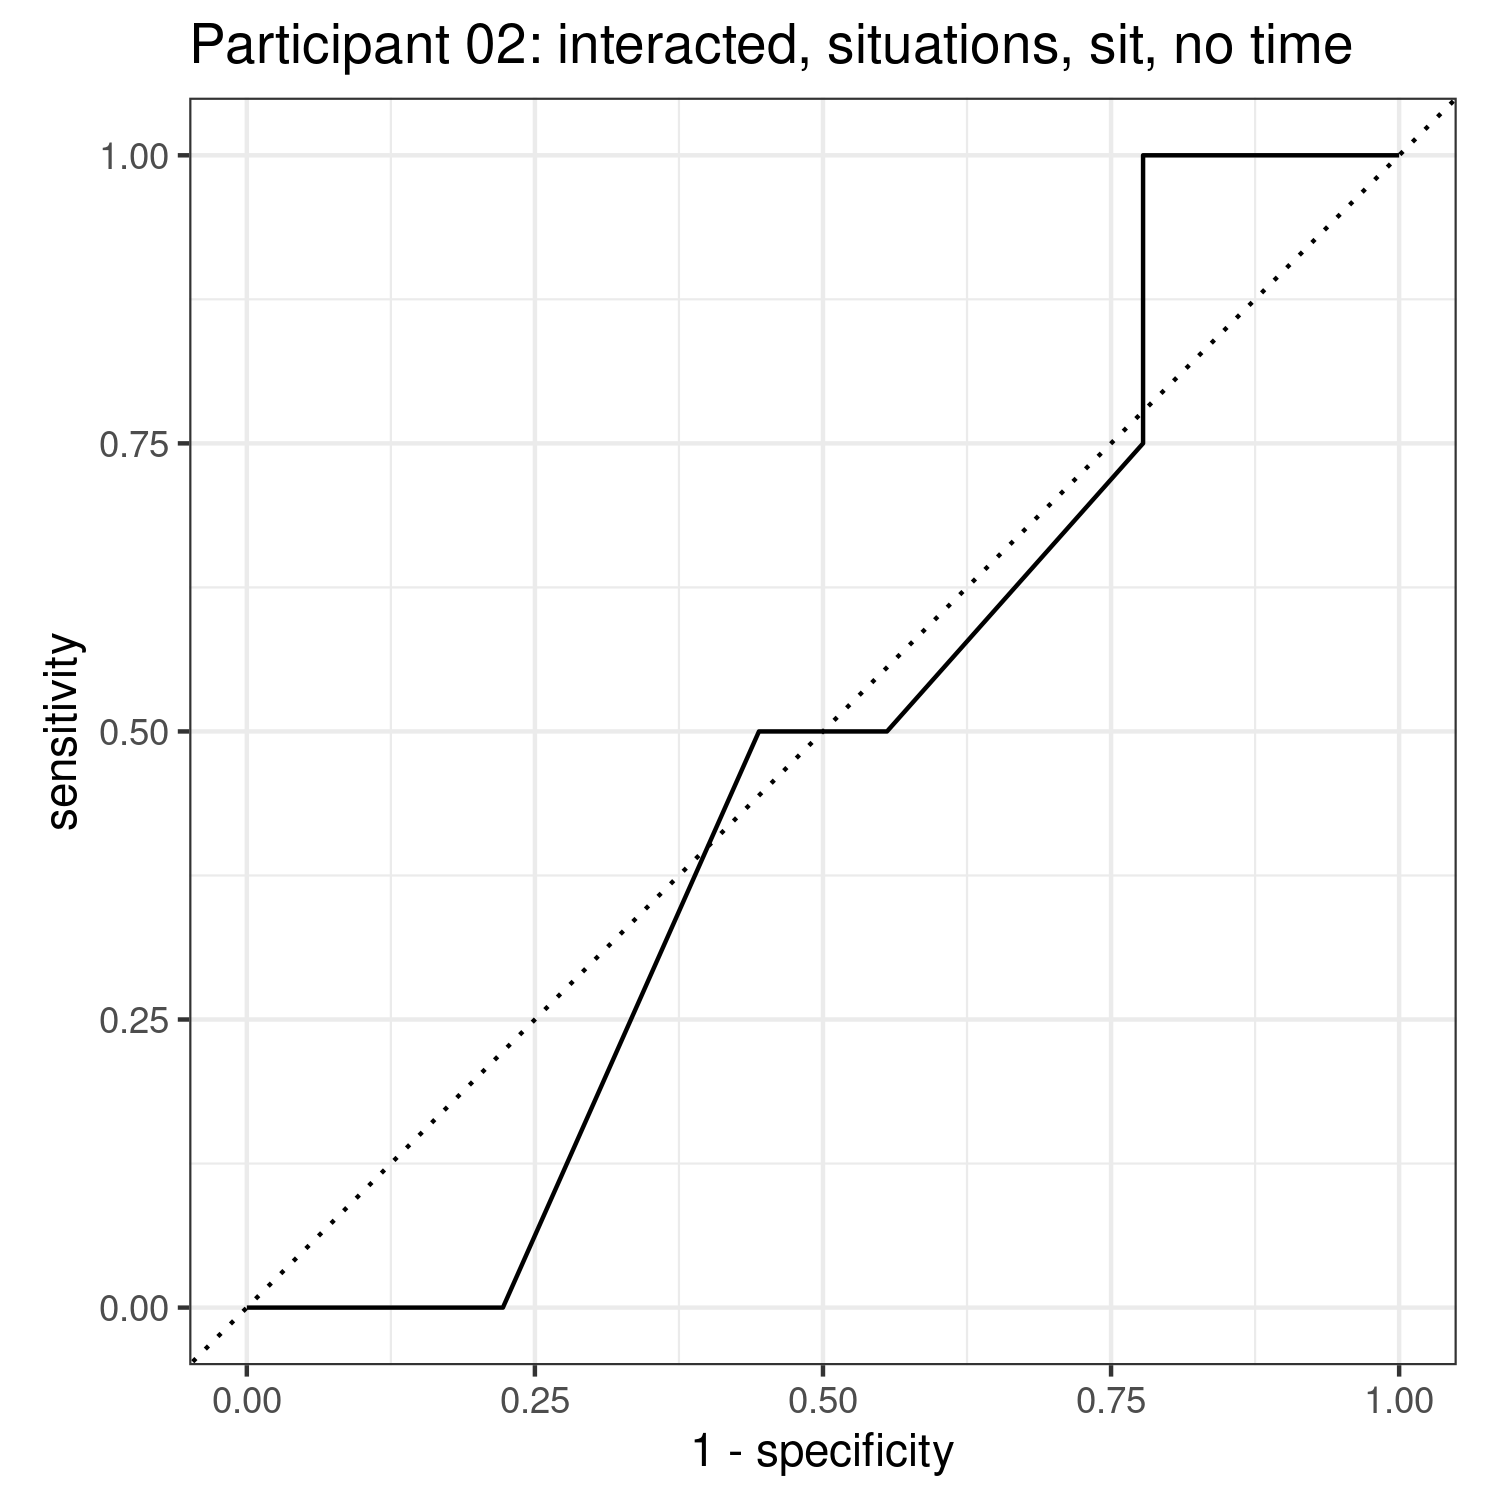 Participant 02: interacted, situations, sit, no time
1.00
0.75
0.50
0.25
0.00
sensitivity
0.00 0.25 0.50 0.75 1.00
1 - specificity